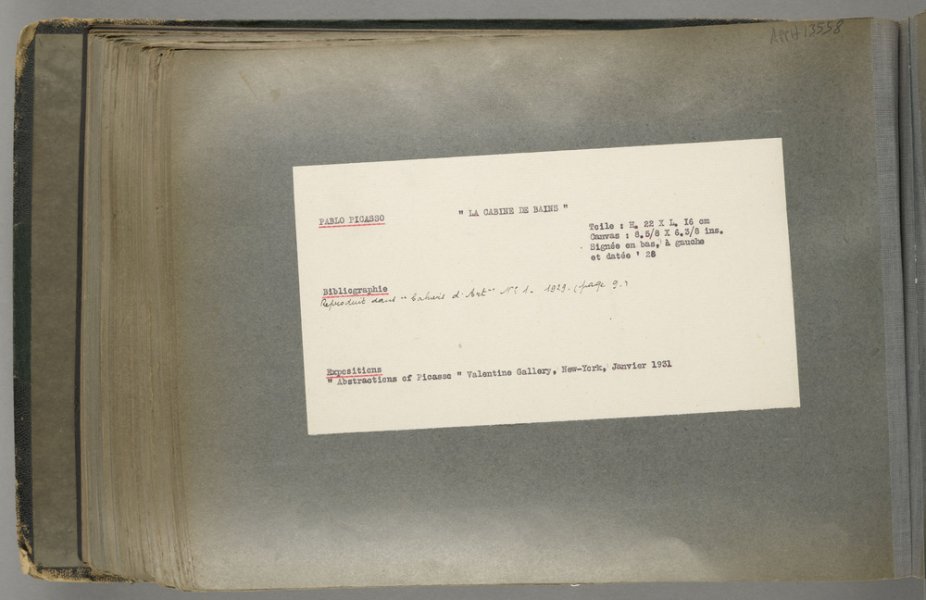 APPH13558
PABLO PICASSO " LA CABINE DE BAINS "
Toile : H. 22 X L. 16 cm
Canvas : 8.5/8 X 6.3/8 ins.
Signée en bas, à gauche
et datée ' 28
Bibliographie
Reproduit dans "Cahiers d'Art" N° 1. 1929. (page 9.)
Expositions
" Abstractions of Picasso " Valentine Gallery, New-York, Janvier 1931